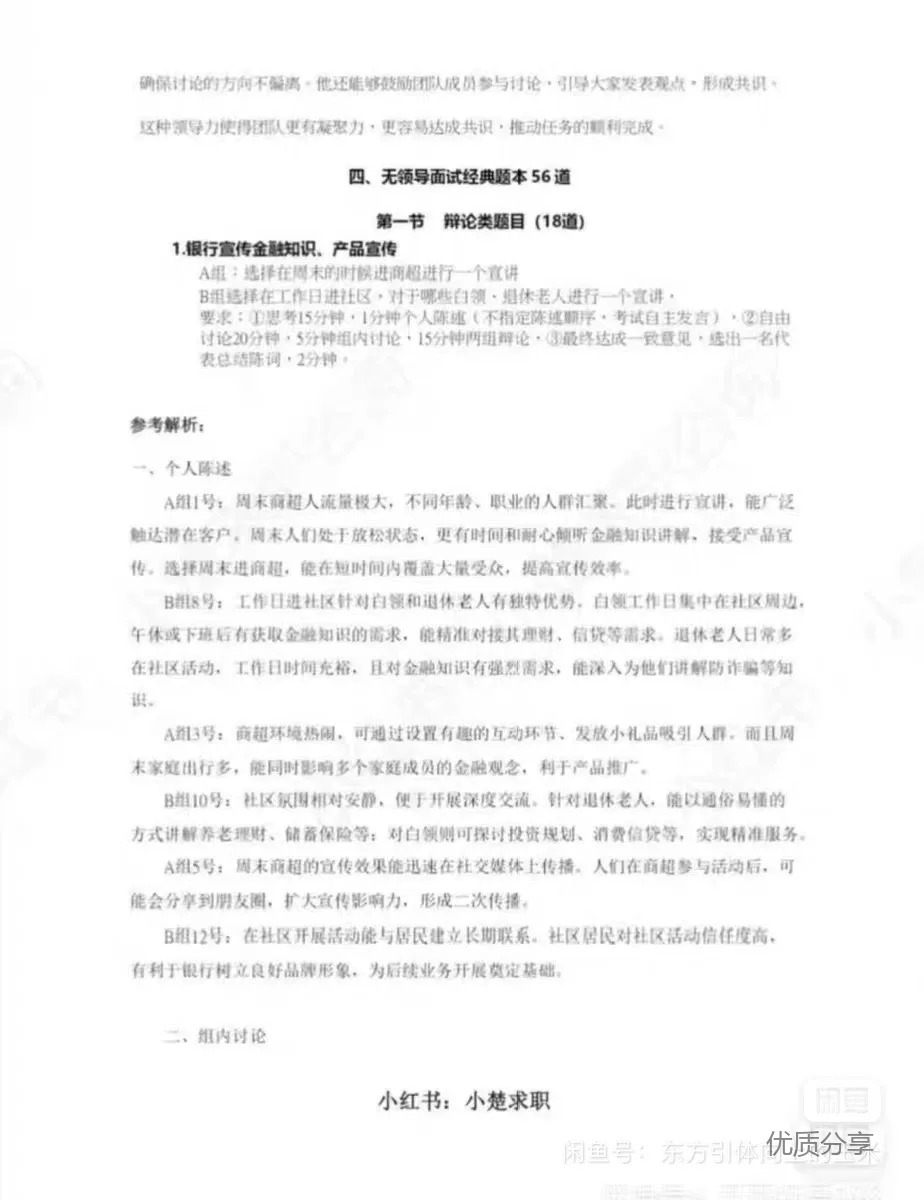 确保讨论的方向不偏离。他还能够鼓励团队成员参与讨论，引导大家发表观点，形成共识。
这种领导力使得团队更有凝聚力，更容易达成共识，推动任务的顺利完成。
四、无领导面试经典题本 56 道
第一节 辩论类题目（18道）
1.银行宣传金融知识、产品宣传
A组：选择在周末的时候进商超进行一个宣讲
B组选择在工作日进社区，对于哪些白领、退休老人进行一个宣讲，
要求：①思考15分钟，1分钟个人陈述（不指定陈述顺序，考试自主发言），②自由
讨论20分钟，5分钟组内讨论，15分钟两组辩论，③最终达成一致意见，选出一名代
表总结陈词，2分钟。
参考解析：
一、个人陈述
A组1号：周末商超人流量极大，不同年龄、职业的人群汇聚。此时进行宣讲，能广泛
触达潜在客户。周末人们处于放松状态，更有时间和耐心倾听金融知识讲解，接受产品宣
传。选择周末进商超，能在短时间内覆盖大量受众，提高宣传效率。
B组8号：工作日进社区针对白领和退休老人有独特优势。白领工作日集中在社区周边，
午休或下班后有获取金融知识的需求，能精准对接其理财、信贷等需求。退休老人日常多
在社区活动，工作日时间充裕，且对金融知识有强烈需求，能深入为他们讲解防诈骗等知
识。
A组3号：商超环境热闹，可通过设置有趣的互动环节、发放小礼品吸引人群。而且周
末家庭出行多，能同时影响多个家庭成员的金融观念，利于产品推广。
B组10号：社区氛围相对安静，便于开展深度交流。针对退休老人，能以通俗易懂的
方式讲解养老理财、储蓄保险等；对白领则可探讨投资规划、消费信贷等，实现精准服务。
A组5号：周末商超的宣传效果能迅速在社交媒体上传播。人们在商超参与活动后，可
能会分享到朋友圈，扩大宣传影响力，形成二次传播。
B组12号：在社区开展活动能与居民建立长期联系。社区居民对社区活动信任度高，
有利于银行树立良好品牌形象，为后续业务开展奠定基础。
二、组内讨论
小红书：小楚求职
闲鱼
优质分享
闲鱼号：东方引体向上的玉米